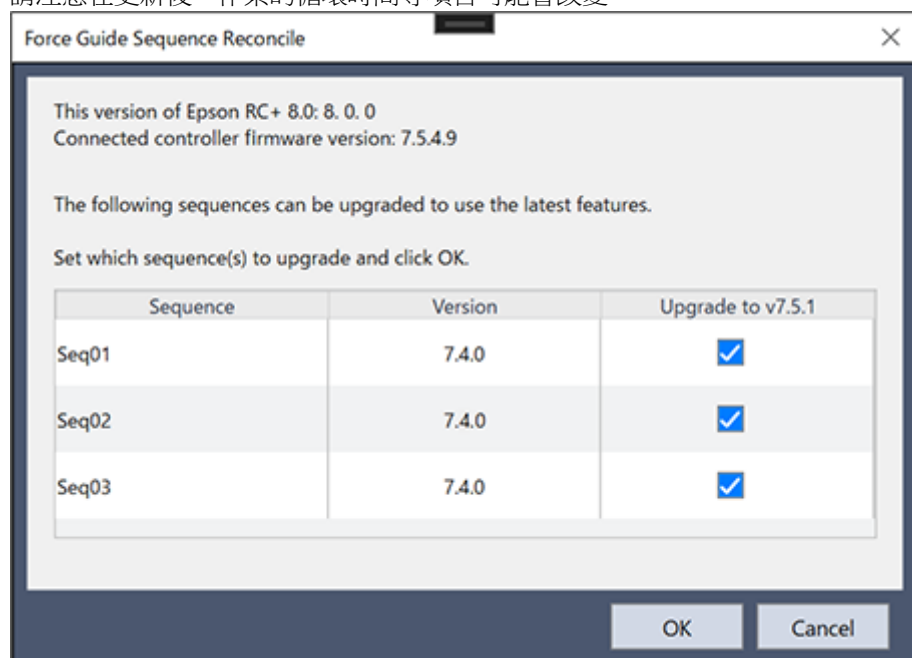 Force Guide Sequence Reconcile
This version of Epson RC+ 8.0: 8. 0. 0
Connected controller firmware version: 7.5.4.9
The following sequences can be upgraded to use the latest features.
Set which sequence(s) to upgrade and click OK.
Sequence Version Upgrade to v7.5.1
Seq01 7.4.0
Seq02 7.4.0
Seq03 7.4.0
OK Cancel